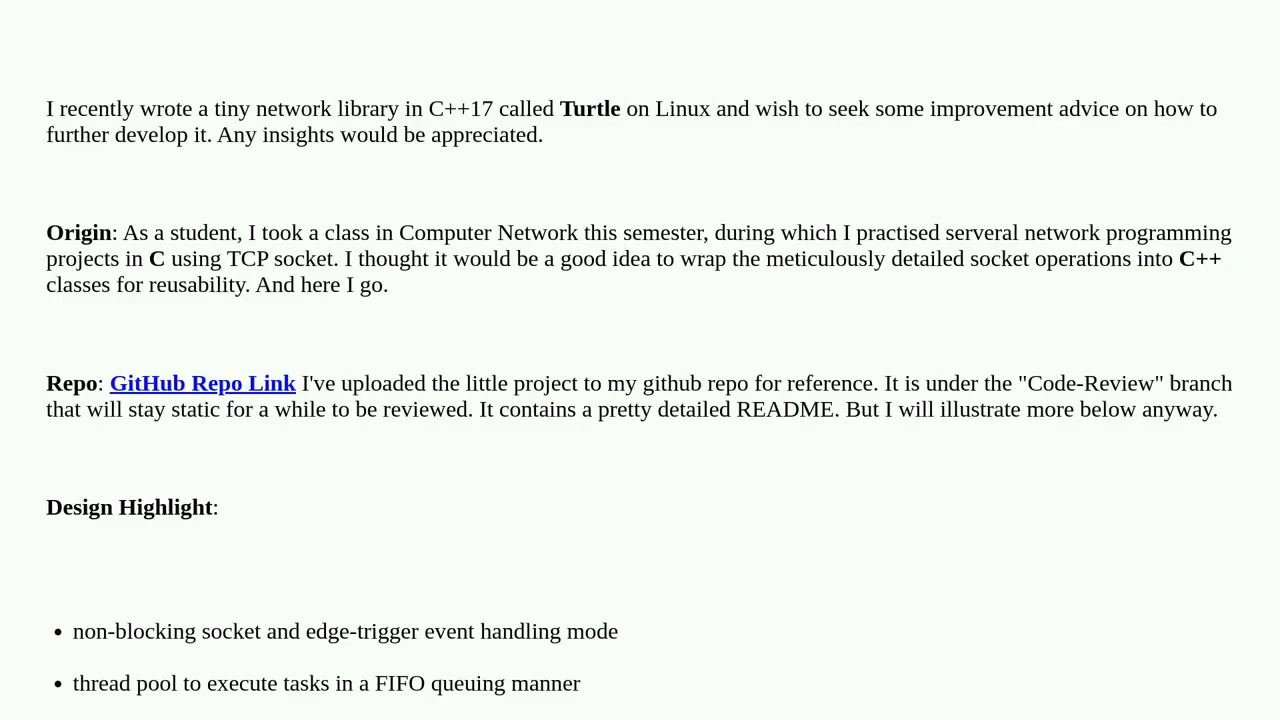 I recently wrote a tiny network library in C++17 called Turtle on Linux and wish to seek some improvement advice on how to
further develop it. Any insights would be appreciated.
Origin: As a student, I took a class in Computer Network this semester, during which I practised serveral network programming
projects in C using TCP socket. I thought it would be a good idea to wrap the meticulously detailed socket operations into C++
classes for reusability. And here I go.
Repo: GitHub Repo Link I've uploaded the little project to my github repo for reference. It is under the "Code-Review" branch
that will stay static for a while to be reviewed. It contains a pretty detailed README. But I will illustrate more below anyway.
Design Highlight:
• non-blocking socket and edge-trigger event handling mode
• thread pool to execute tasks in a FIFO queuing manner